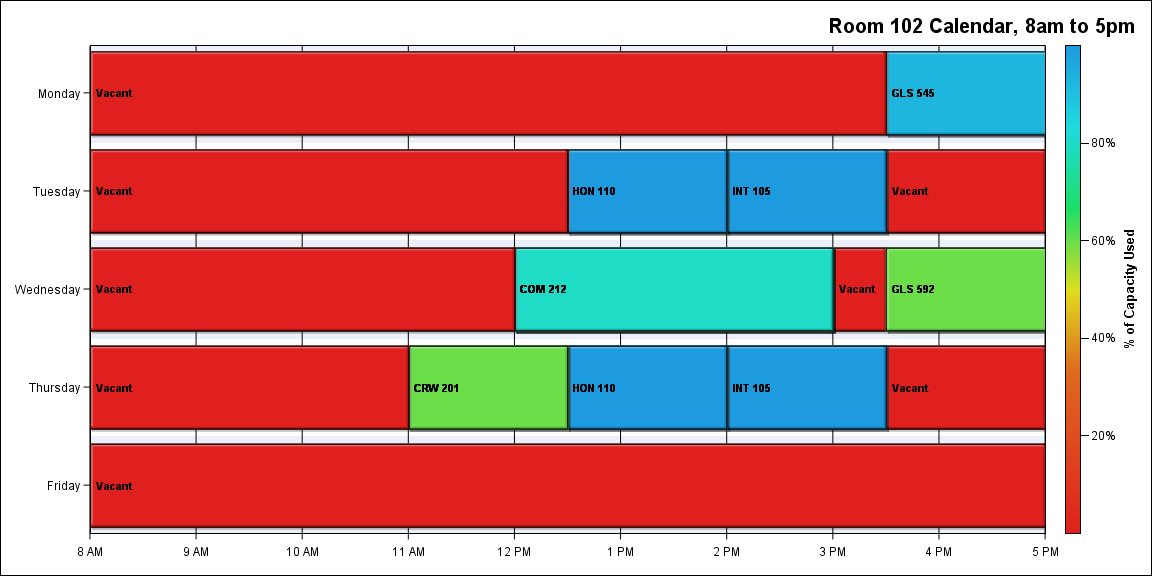 Room 102 Calendar, 8am to 5pm
Monday
Vacant
GLS 545
Tuesday
Vacant
HON 110
INT 105
Vacant
Wednesday
Vacant
COM 212
Vacant
GLS 592
Thursday
Vacant
CRW 201
HON 110
INT 105
Vacant
Friday
Vacant
8 AM
9 AM
10 AM
11 AM
12 PM
1 PM
2 PM
3 PM
4 PM
5 PM
80%
60%
40%
20%
% of Capacity Used